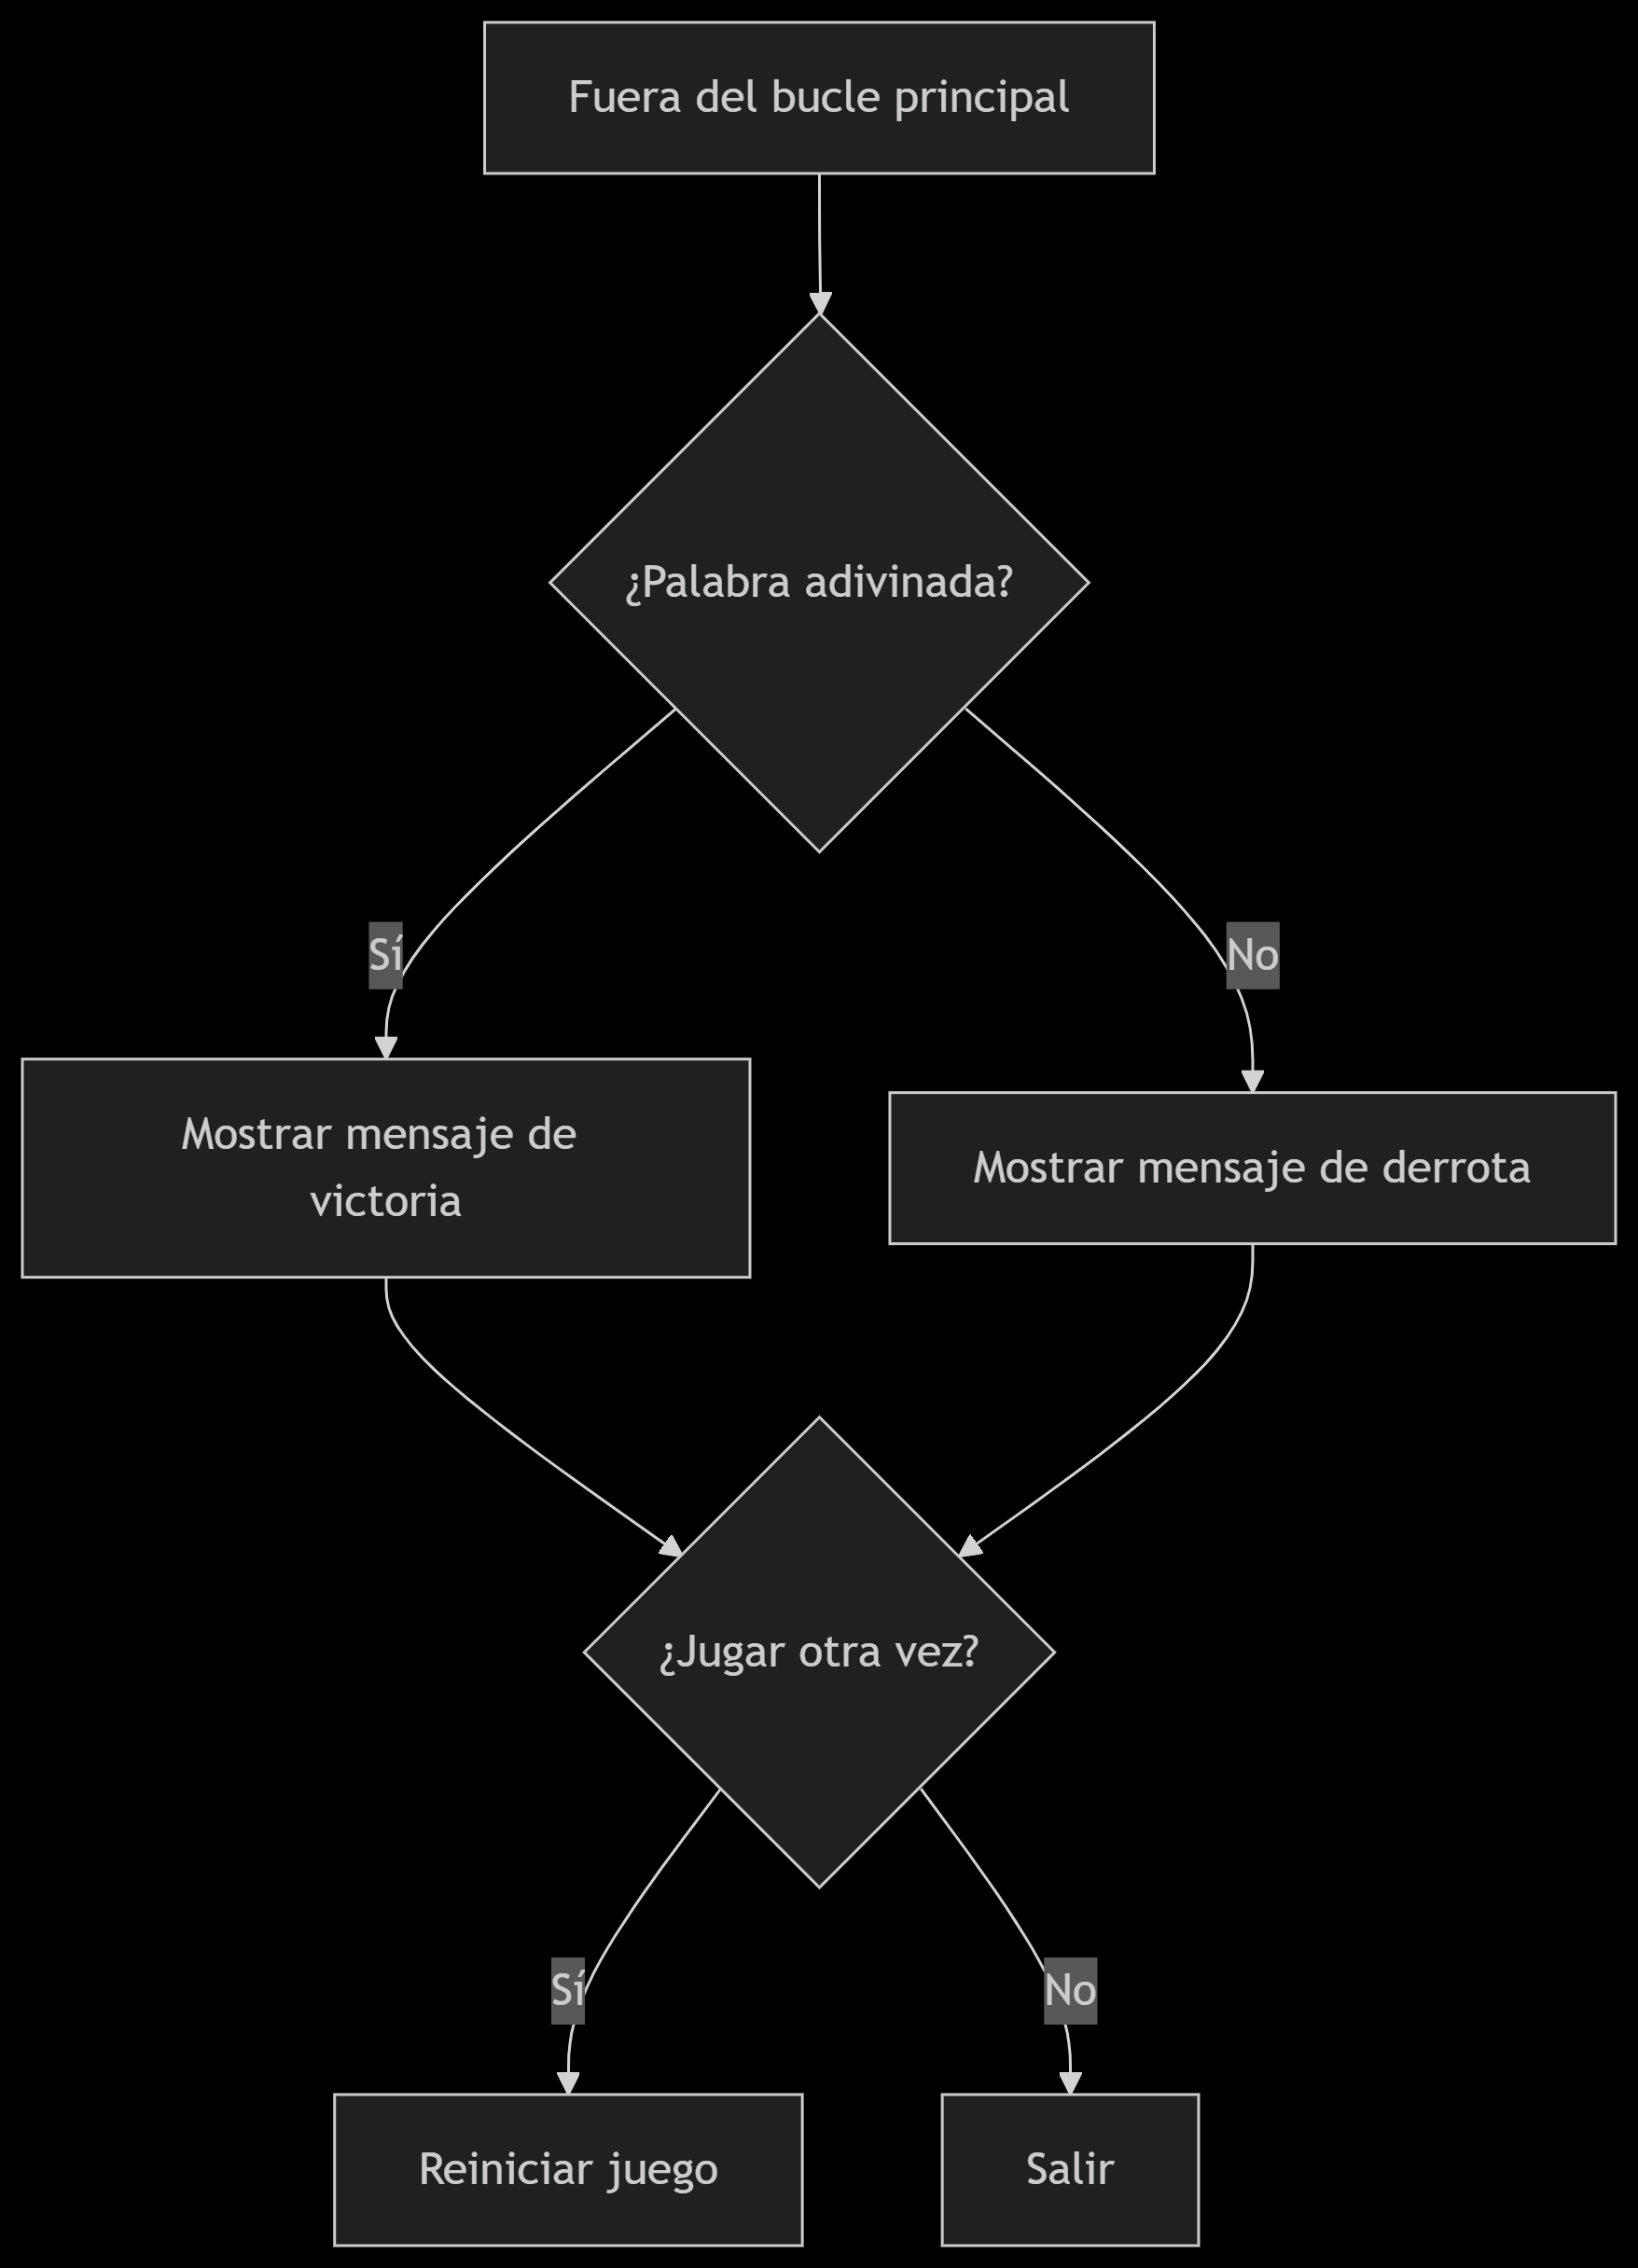 Fuera del bucle principal
¿Palabra adivinada?
Sí
No
Mostrar mensaje de
victoria
Mostrar mensaje de derrota
¿Jugar otra vez?
Sí
No
Reiniciar juego
Salir